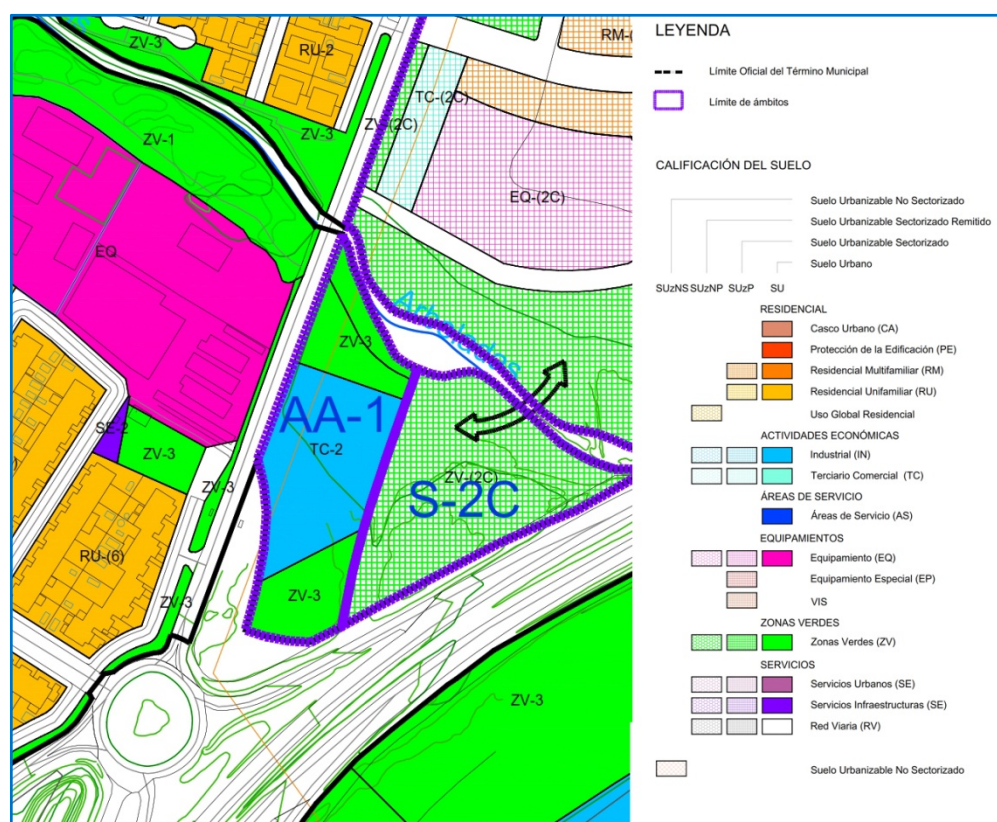 ZV-3
RU-2
RM-(
TC-(2C)
ZV-(2C)
ZV-3
ZV-1
EQ-(2C)
EQ
Arbolados
ZV-3
AA-1
TC-2
SE-2
ZV-3
ZV-3
ZV-(2C)
S-2C
RU-(6)
ZV-3
ZV-3
ZV-3
LEYENDA
Límite Oficial del Término Municipal
Límite de ámbitos
CALIFICACIÓN DEL SUELO
Suelo Urbanizable No Sectorizado
Suelo Urbanizable Sectorizado Remitido
Suelo Urbanizable Sectorizado
Suelo Urbano
SUzNS SUzNP SUzP SU
RESIDENCIAL
Casco Urbano (CA)
Protección de la Edificación (PE)
Residencial Multifamiliar (RM)
Residencial Unifamiliar (RU)
Uso Global Residencial
ACTIVIDADES ECONÓMICAS
Industrial (IN)
Terciario Comercial (TC)
ÁREAS DE SERVICIO
Áreas de Servicio (AS)
EQUIPAMIENTOS
Equipamiento (EQ)
Equipamiento Especial (EP)
VIS
ZONAS VERDES
Zonas Verdes (ZV)
SERVICIOS
Servicios Urbanos (SE)
Servicios Infraestructuras (SE)
Red Viaria (RV)
Suelo Urbanizable No Sectorizado